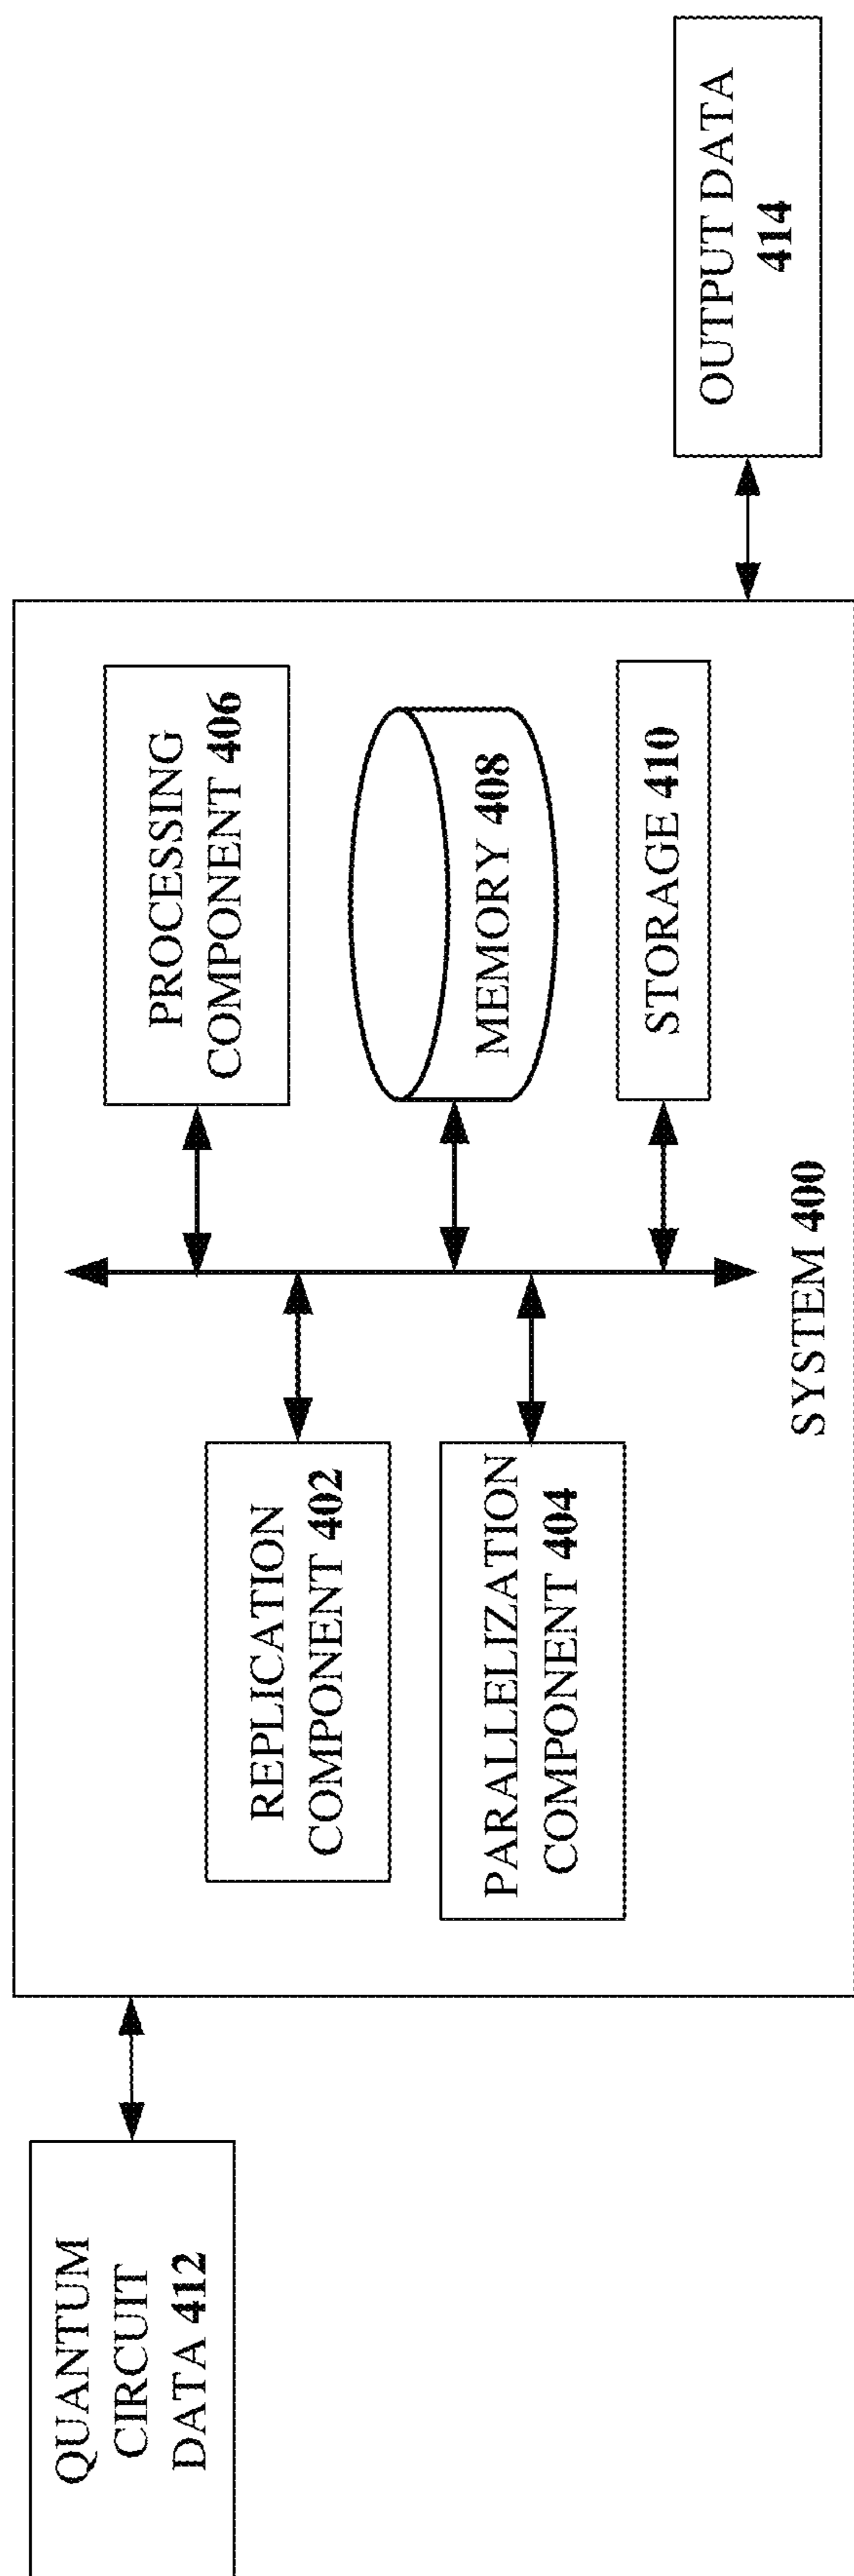 QUANTUM
CIRCUIT
DATA 412
REPLICATION
COMPONENT 402
PARALLELIZATION
COMPONENT 404
PROCESSING
COMPONENT 406
MEMORY 408
STORAGE 410
SYSTEM 400
OUTPUT DATA
414